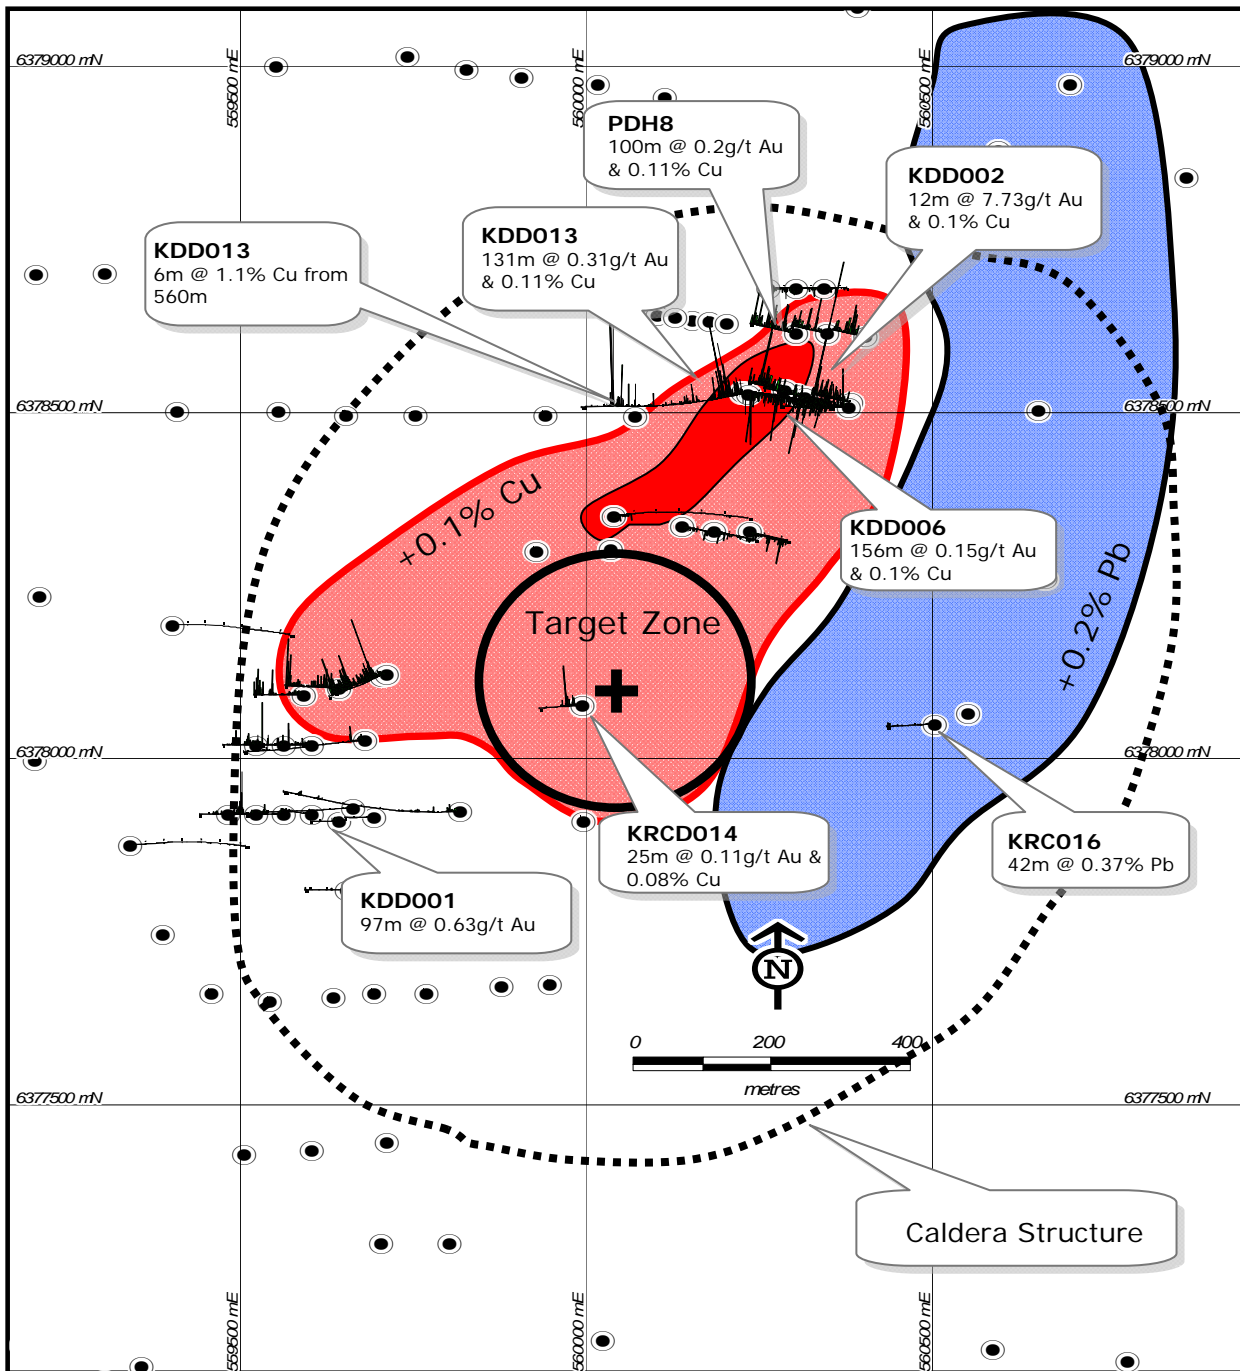 6379000 mN
6379000 mN
559500 mE
560000 mE
560500 mE
PDH8
100m @ 0.2g/t Au
& 0.11% Cu
KDD002
12m @ 7.73g/t Au
& 0.1% Cu
KDD013
131m @ 0.31g/t Au
& 0.11% Cu
KDD013
6m @ 1.1% Cu from
560m
6378500 mN
6378500 mN
+0.1% Cu
KDD006
156m @ 0.15g/t Au
& 0.1% Cu
+0.2% Pb
Target Zone
6378000 mN
6378000 mN
KRCD014
25m @ 0.11g/t Au &
0.08% Cu
KRC016
42m @ 0.37% Pb
KDD001
97m @ 0.63g/t Au
N
0 200 400
metres
6377500 mN
6377500 mN
Caldera Structure
559500 mE
560000 mE
560500 mE